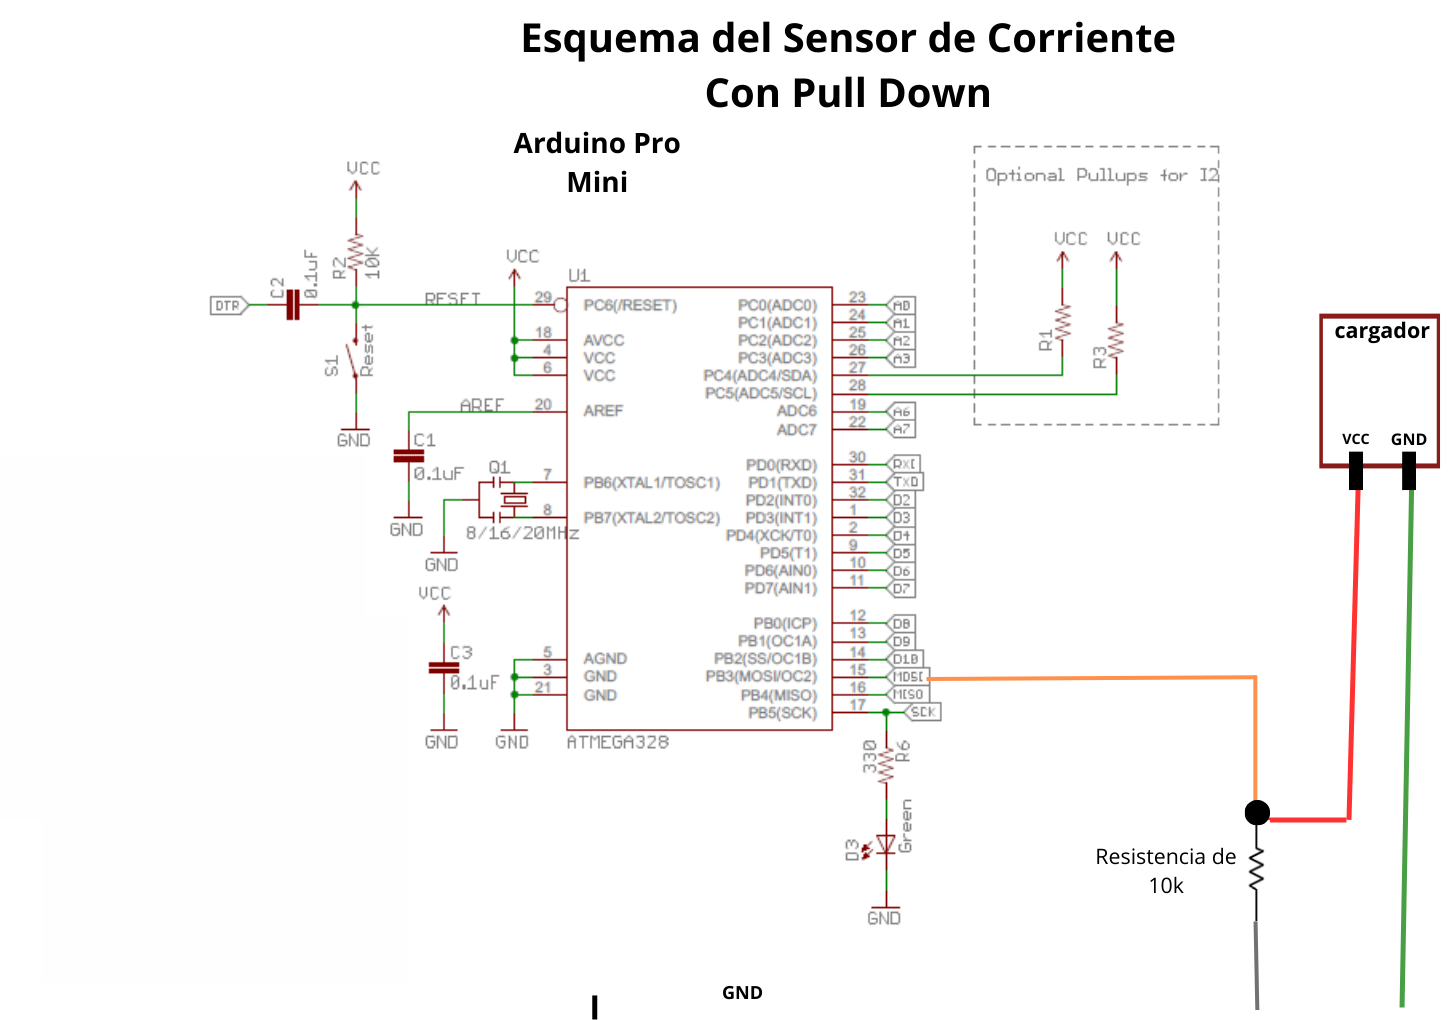 Esquema del Sensor de Corriente
Con Pull Down
Arduino Pro
Mini
VCC
R2
10K
C2
0.1uF
DTR
RESET
S1
Reset
GND
AREF
C1
0.1uF
GND
Q1
8/16/20MHz
GND
VCC
C3
0.1uF
GND
VCC
GND
U1
29 PC6(/RESET)
18 AVCC
4 VCC
6 VCC
20 AREF
7 PB6(XTAL1/TOSC1)
8 PB7(XTAL2/TOSC2)
5 AGND
3 GND
21 GND
PC0(ADC0) 23 A0
PC1(ADC1) 24 A1
PC2(ADC2) 25 A2
PC3(ADC3) 26 A3
PC4(ADC4/SDA) 27
PC5(ADC5/SCL) 28
ADC6 19 A6
ADC7 22 A7
PD0(RXD) 30 RXI
PD1(TXD) 31 TXO
PD2(INT0) 32 D2
PD3(INT1) 1 D3
PD4(XCK/T0) 2 D4
PD5(T1) 9 D5
PD6(AIN0) 10 D6
PD7(AIN1) 11 D7
PB0(ICP) 12 D8
PB1(OC1A) 13 D9
PB2(SS/OC1B) 14 D10
PB3(MOSI/OC2) 15 MOSI
PB4(MISO) 16 MISO
PB5(SCK) 17 SCK
ATMEGA328
330
R6
D3
Green
GND
Optional Pullups for I2
VCC VCC
R1
R3
cargador
VCC GND
Resistencia de
10k
GND